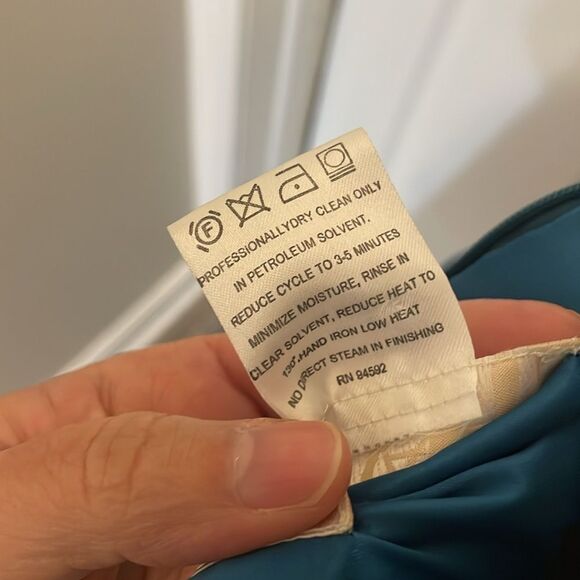 F
PROFESSIONALLYDRY CLEAN ONLY
IN PETROLEUM SOLVENT.
REDUCE CYCLE TO 3-5 MINUTES
MINIMIZE MOISTURE, RINSE IN
CLEAR SOLVENT, REDUCE HEAT TO
130°.HAND IRON LOW HEAT
NO DIRECT STEAM IN FINISHING
RN 94592